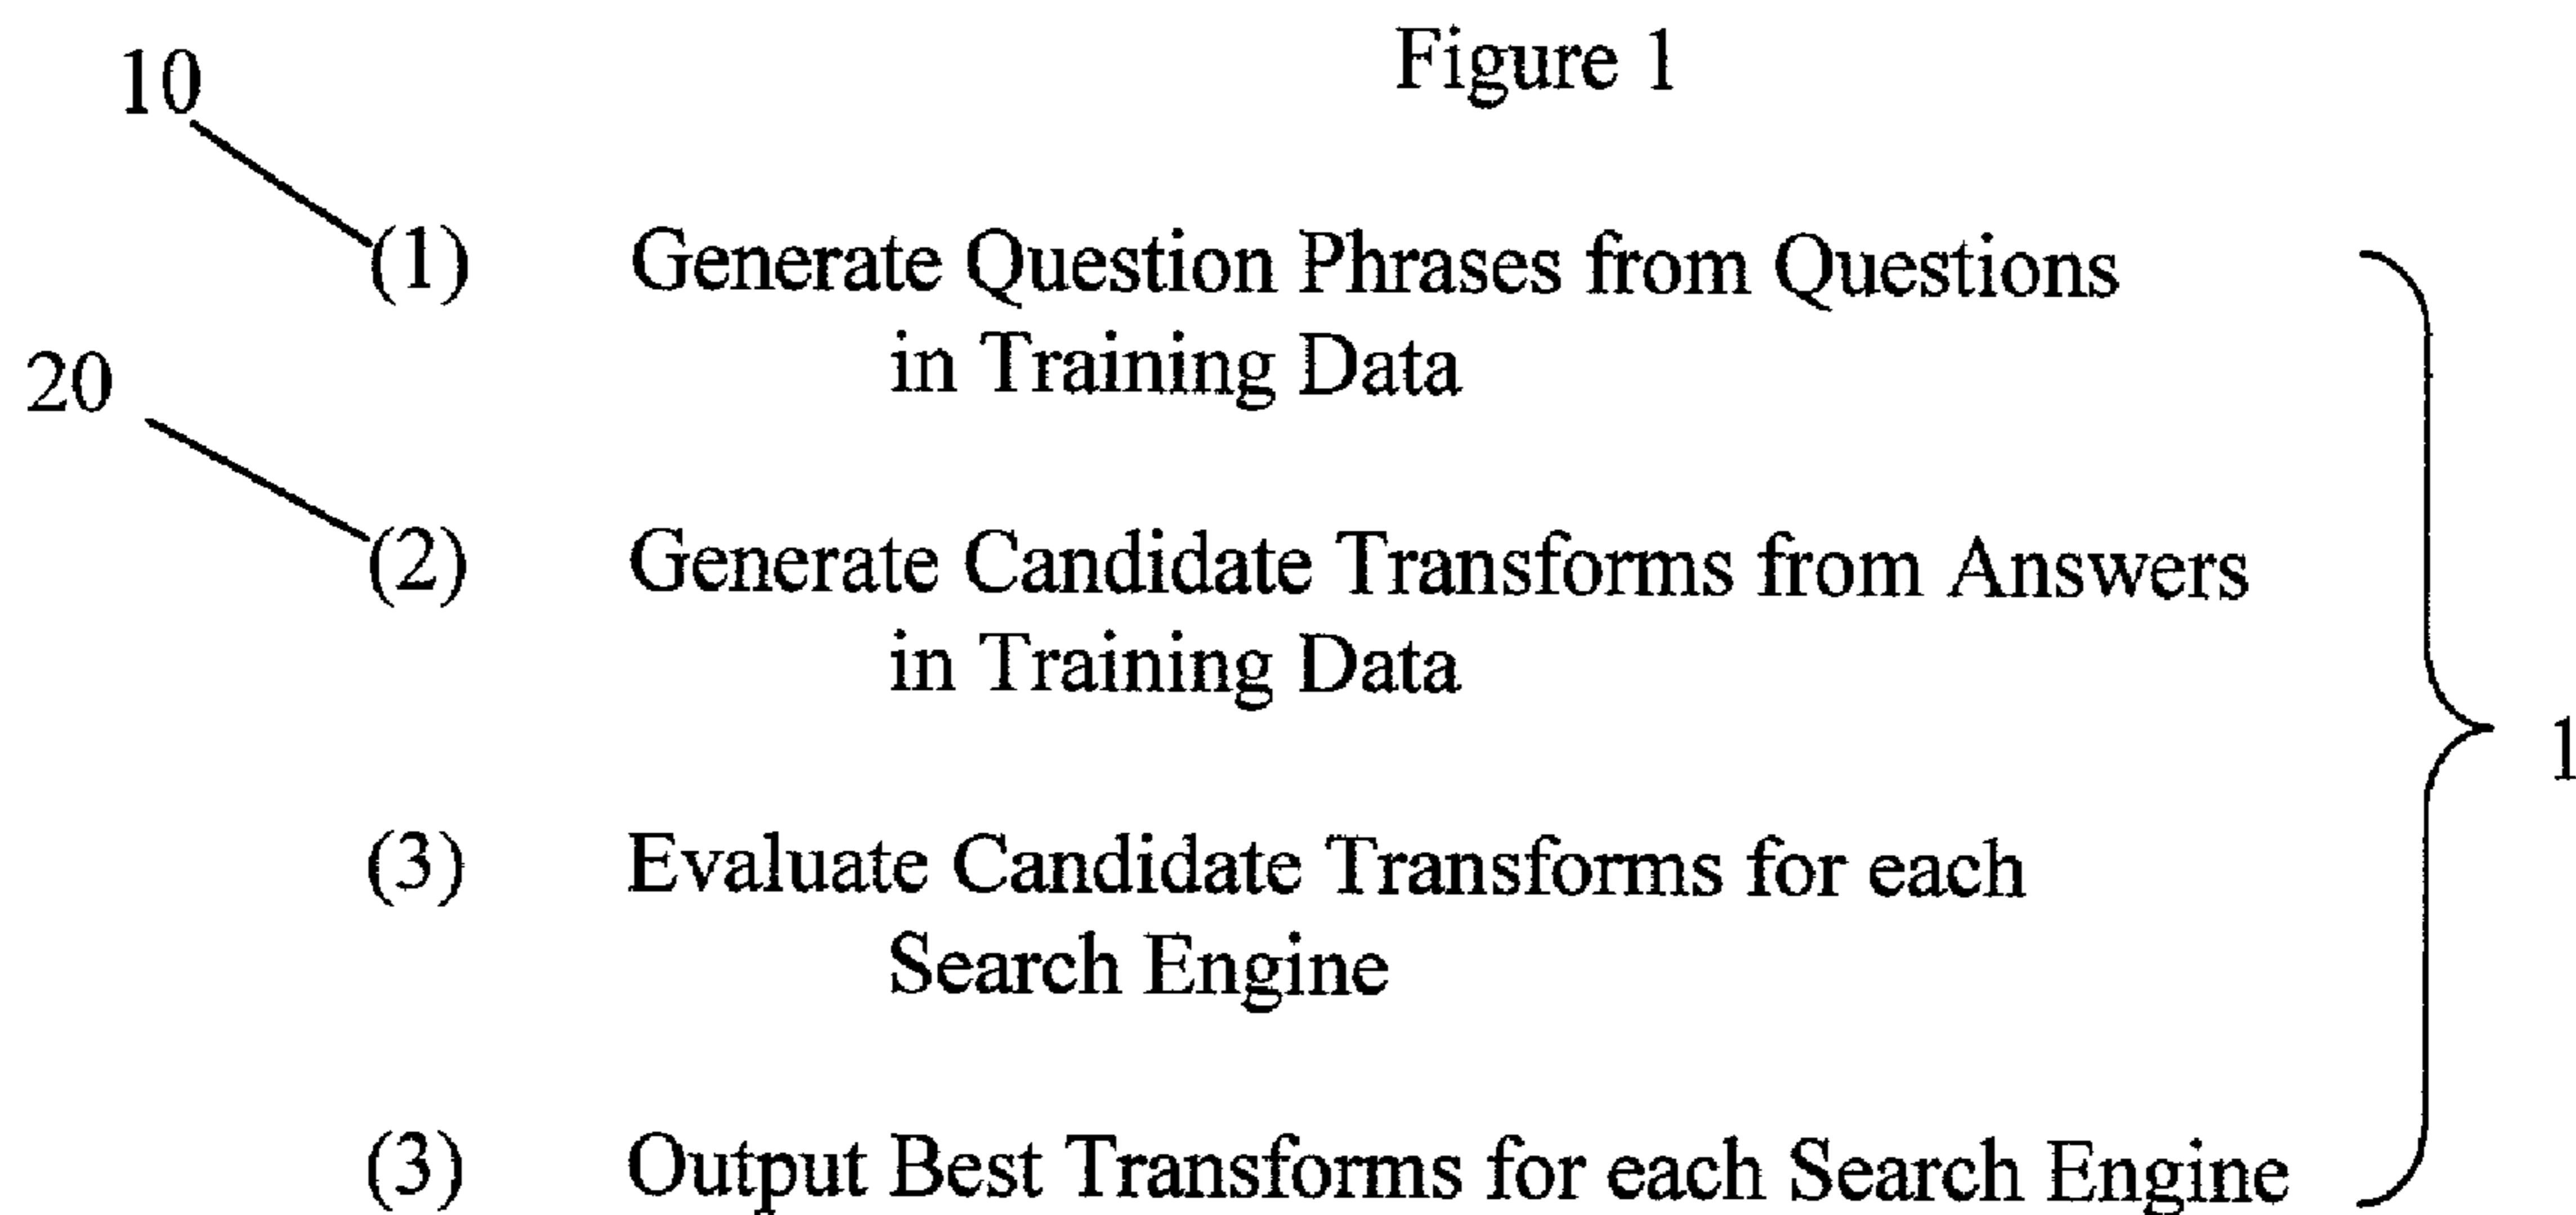 Figure 1
10
(1) Generate Question Phrases from Questions
in Training Data
20
(2) Generate Candidate Transforms from Answers
in Training Data
1
(3) Evaluate Candidate Transforms for each
Search Engine
(3) Output Best Transforms for each Search Engine